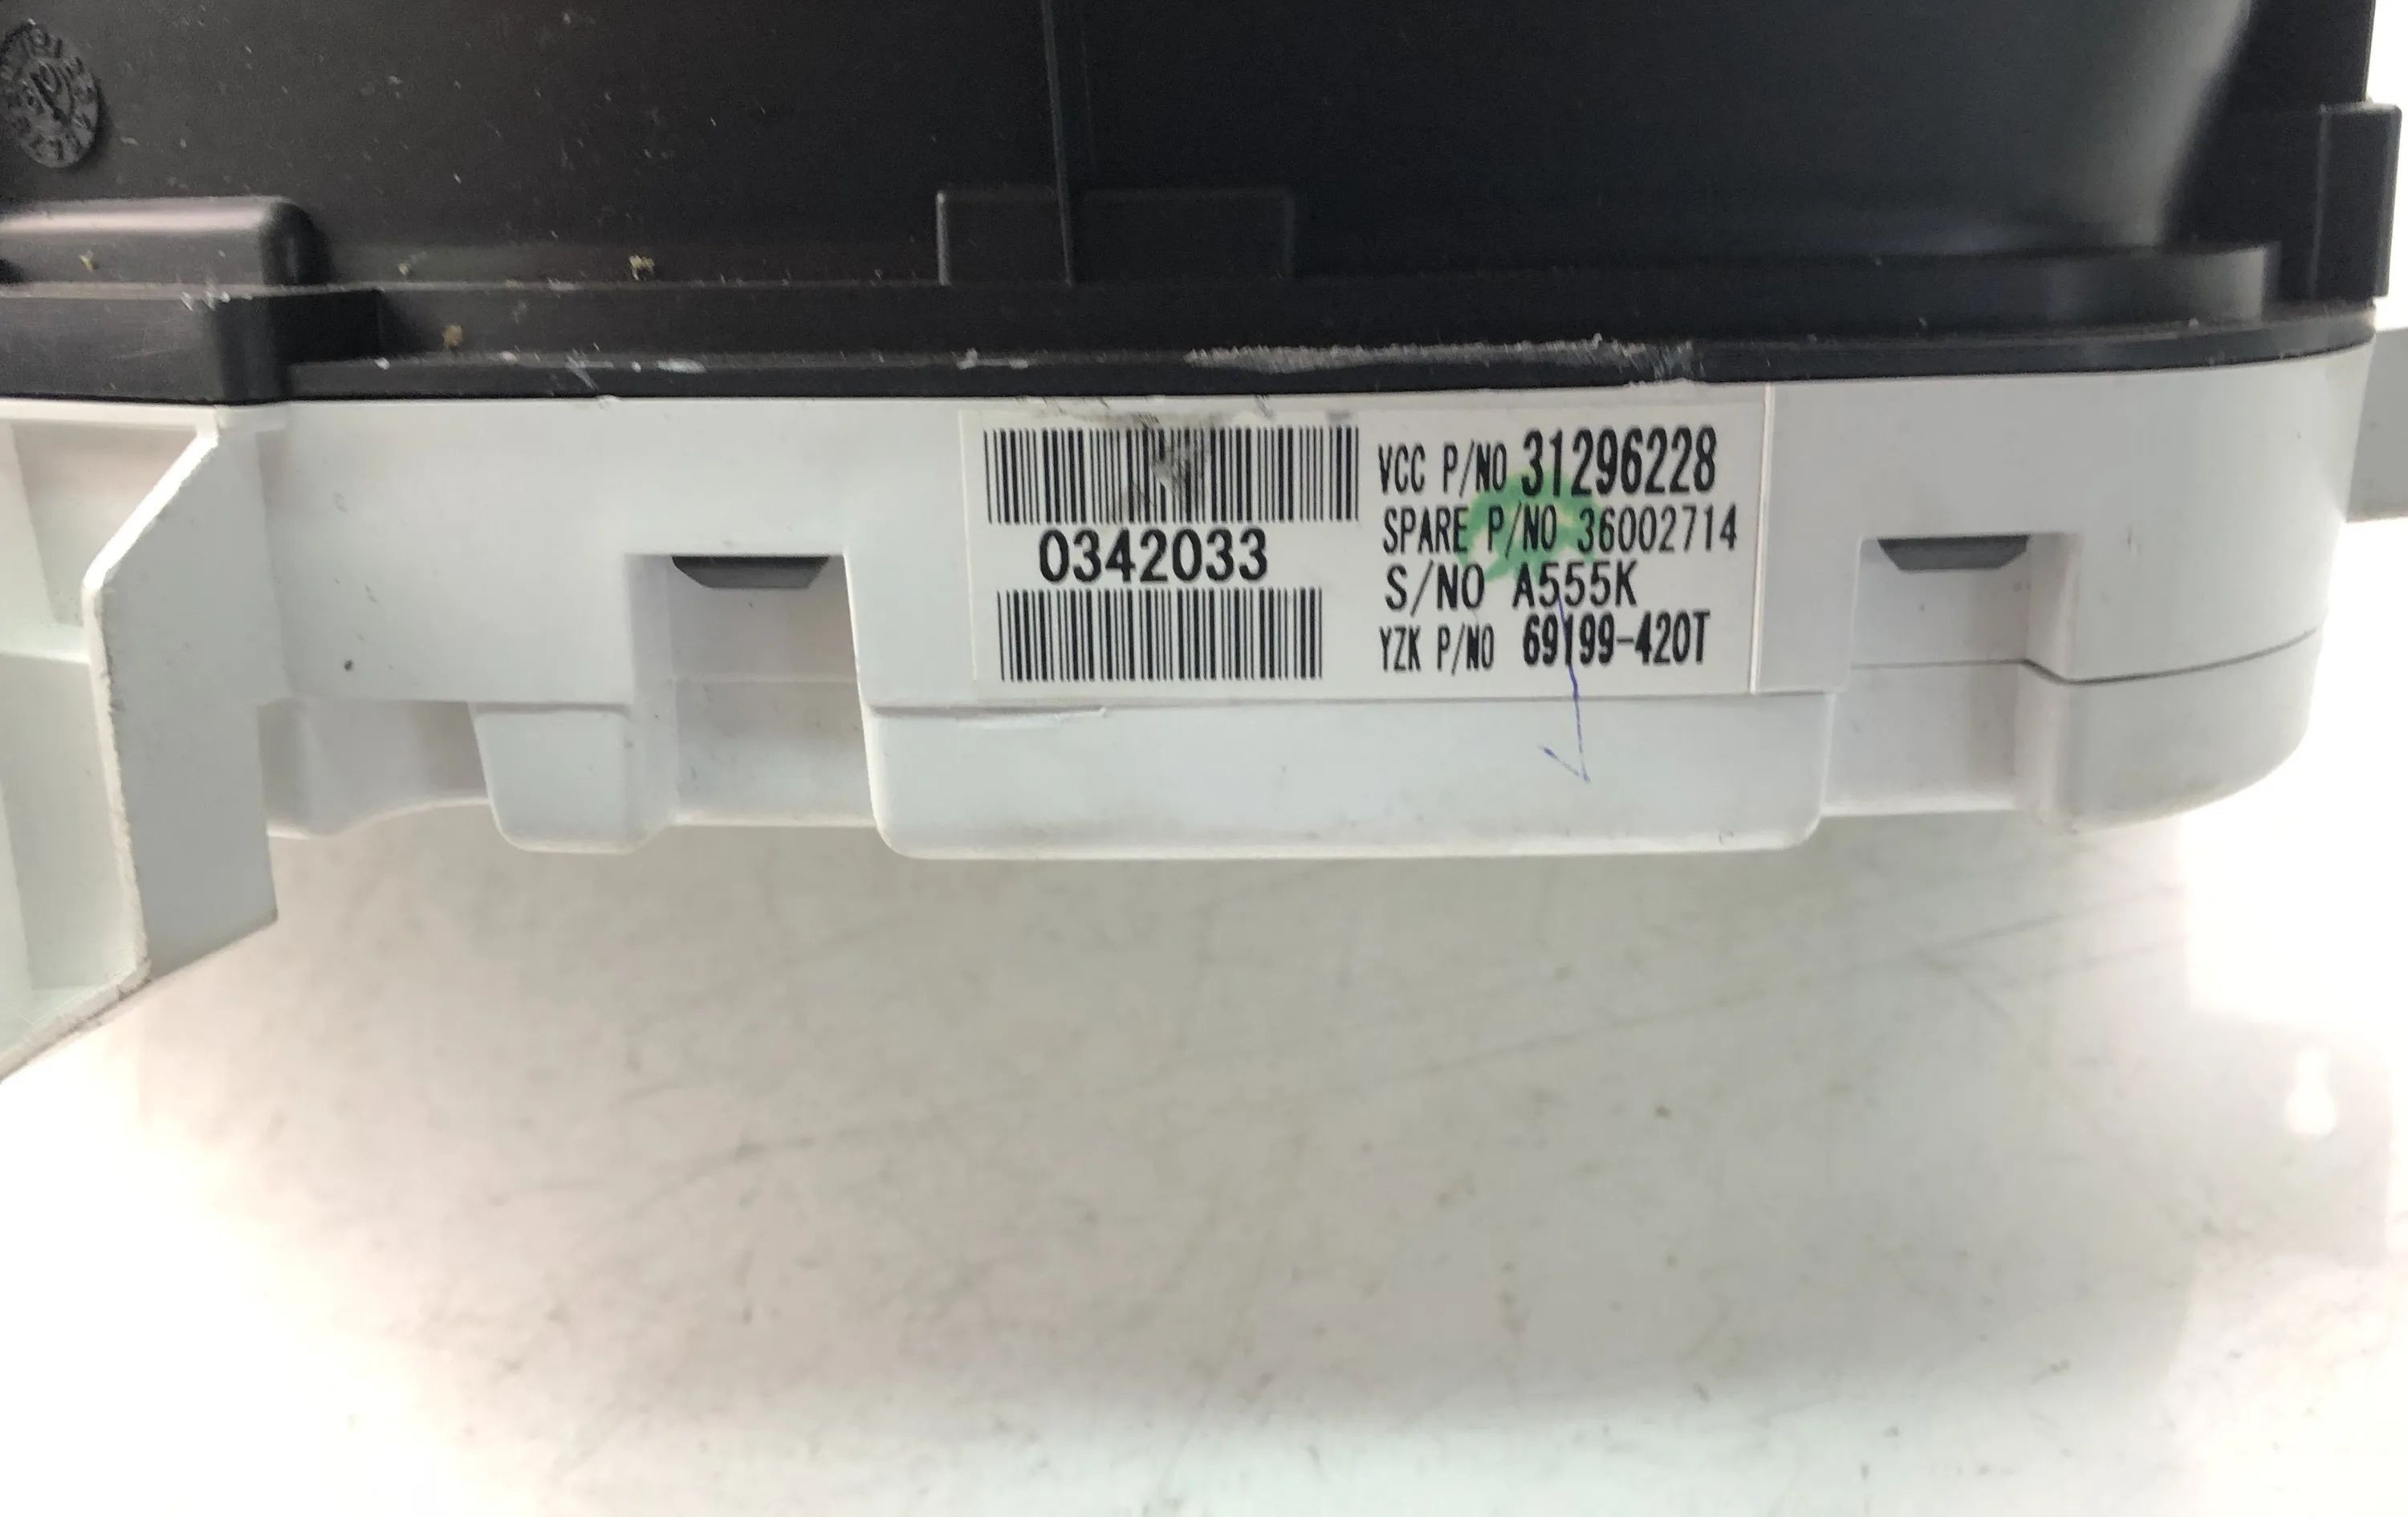 VCC P/NO 31296228
SPARE P/NO 36002714
0342033
S/NO A555K
YZK P/NO 69199-420T